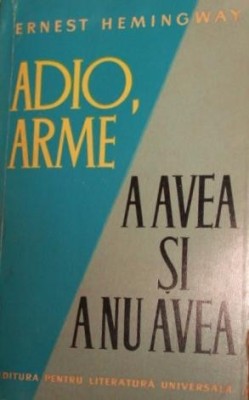 ERNEST HEMINGWAY
ADIO,
ARME
A AVEA
ȘI
A NU AVEA
DITURA PENTRU LITERATURA UNIVERSALĂ